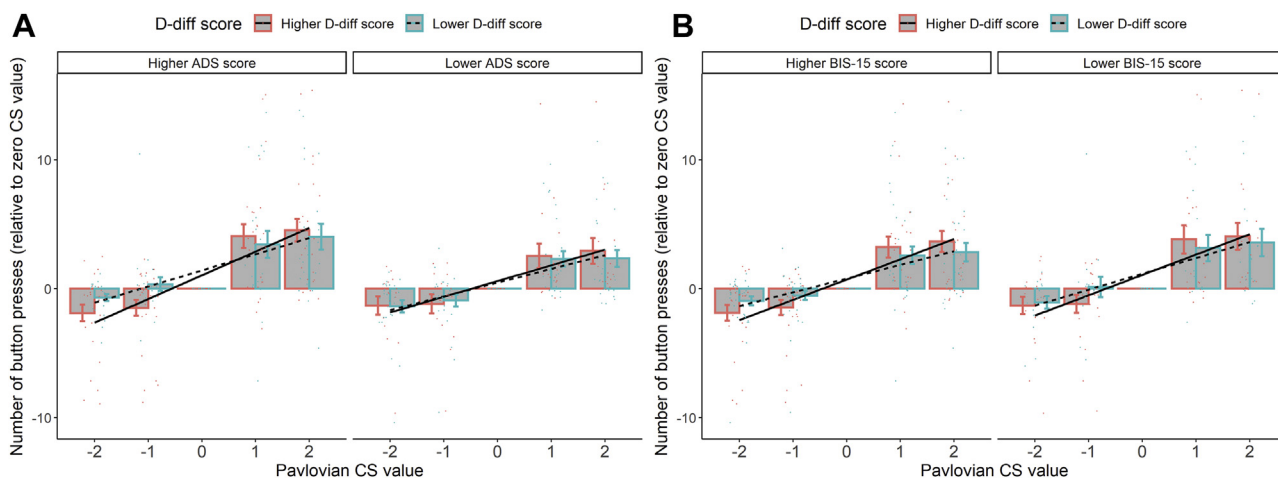 A
D-diff score Higher D-diff score Lower D-diff score
Higher ADS score Lower ADS score
Number of button presses (relative to zero CS value)
10
0
-10
-2 -1 0 1 2 -2 -1 0 1 2
Pavlovian CS value
B
D-diff score Higher D-diff score Lower D-diff score
Higher BIS-15 score Lower BIS-15 score
Number of button presses (relative to zero CS value)
10
0
-10
-2 -1 0 1 2 -2 -1 0 1 2
Pavlovian CS value